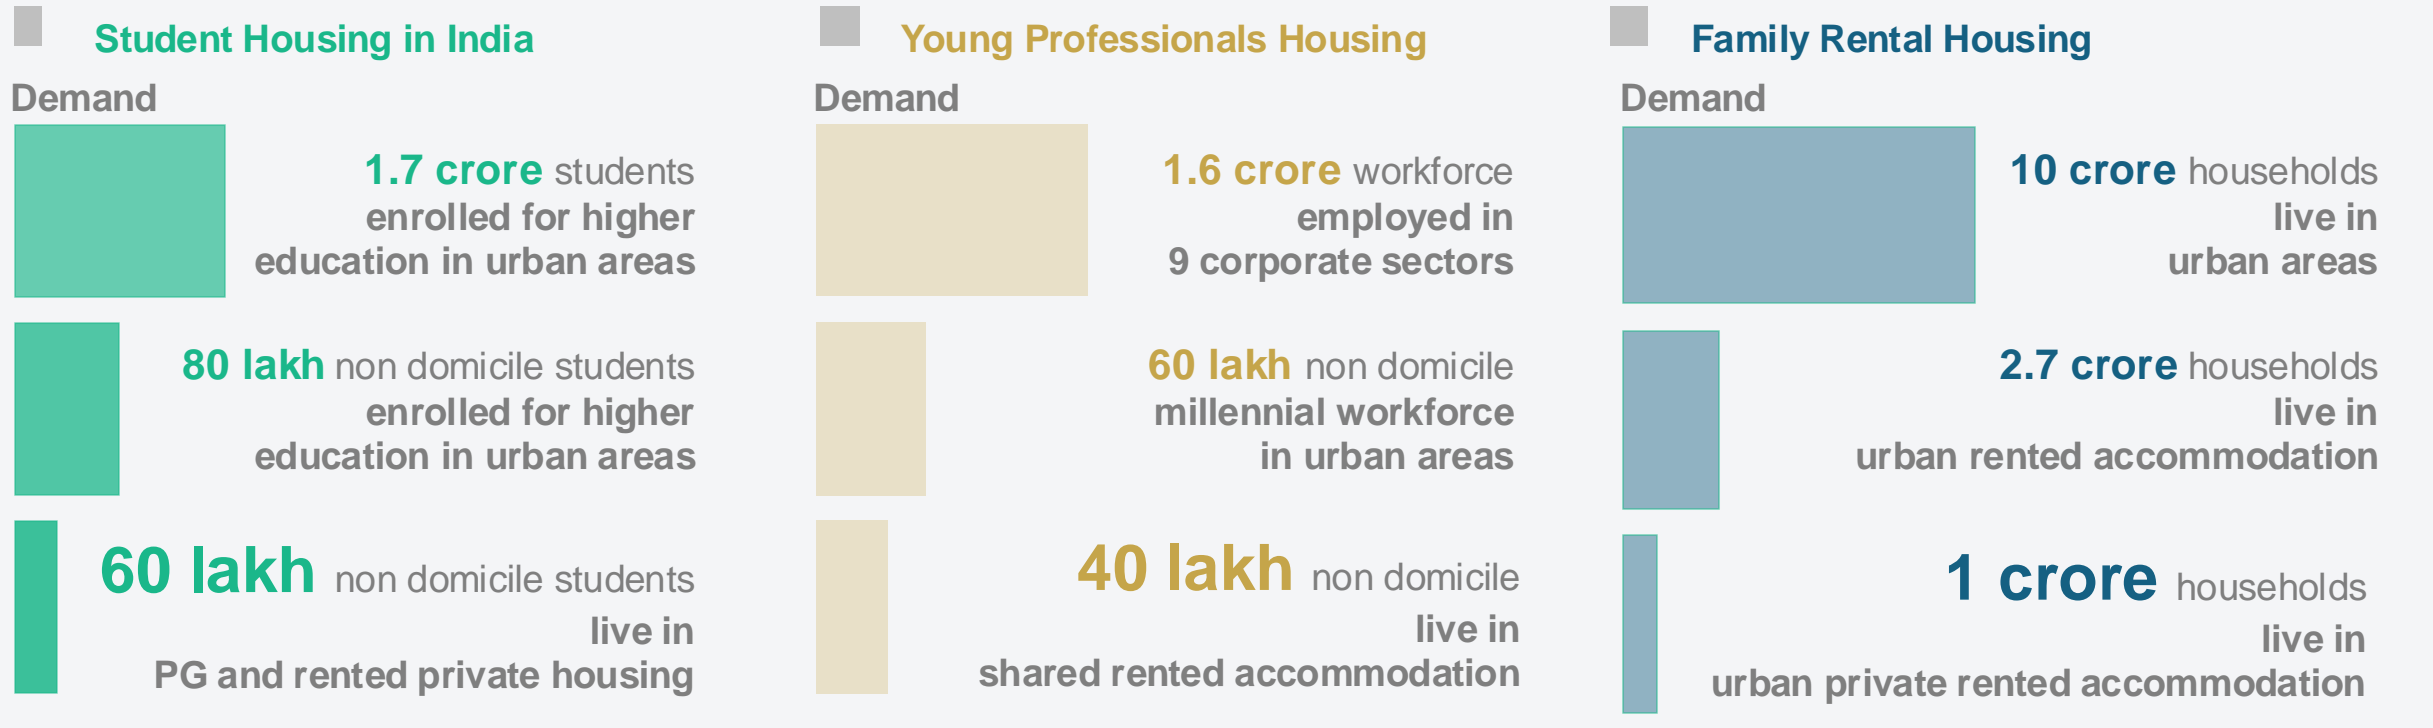 Student Housing in India
Demand
1.7 crore students
enrolled for higher
education in urban areas
80 lakh non domicile students
enrolled for higher
education in urban areas
60 lakh non domicile students
live in
PG and rented private housing
Young Professionals Housing
Demand
1.6 crore workforce
employed in
9 corporate sectors
60 lakh non domicile
millennial workforce
in urban areas
40 lakh non domicile
live in
shared rented accommodation
Family Rental Housing
Demand
10 crore households
live in
urban areas
2.7 crore households
live in
urban rented accommodation
1 crore households
live in
urban private rented accommodation